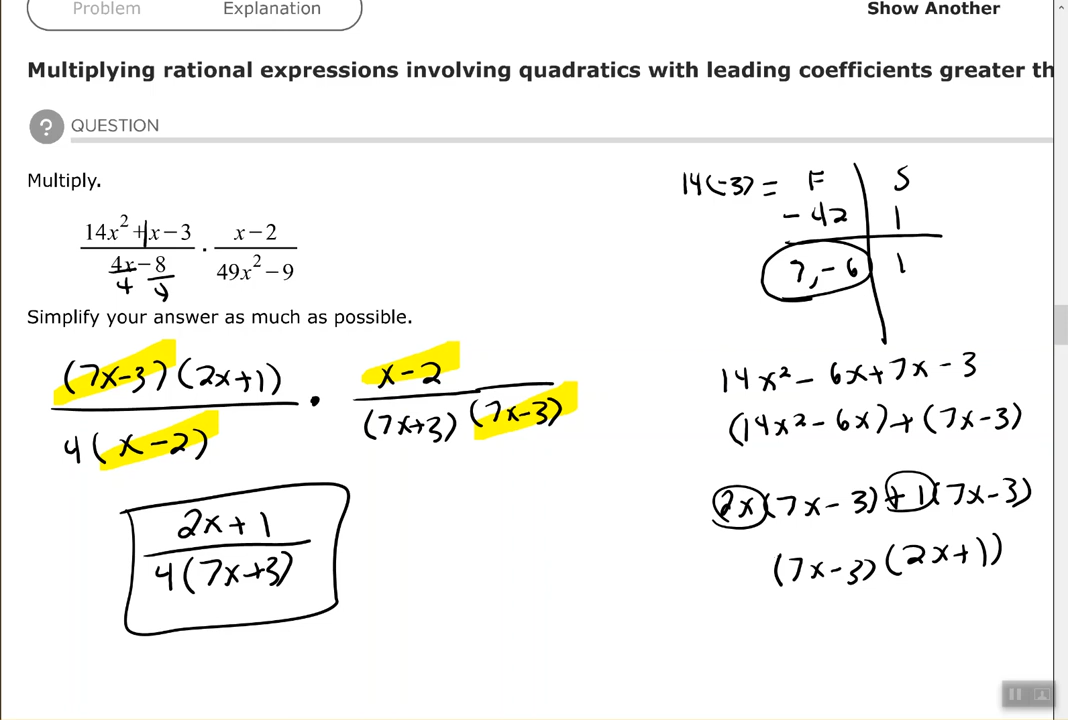 Problem Explanation Show Another
Multiplying rational expressions involving quadratics with leading coefficients greater th
? QUESTION
Multiply.
(14x² + x − 3)/(4x − 8) · (x − 2)/(49x² − 9)
4 4
Simplify your answer as much as possible.
(7x−3)(2x+1)/4(x−2) · x−2/(7x+3)(7x−3)
2x+1/4(7x+3)
14(−3) = F S
−42 1
7, −6 1
14x² − 6x + 7x − 3
(14x² − 6x) + (7x − 3)
2x(7x − 3) + 1(7x − 3)
(7x − 3)(2x + 1)